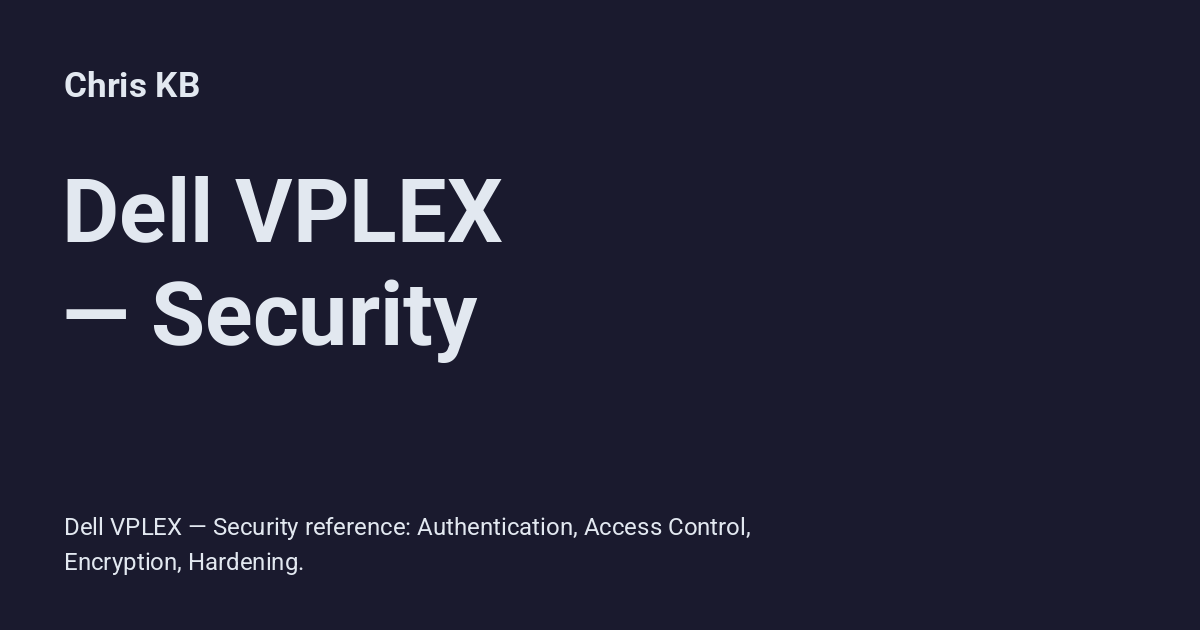 Chris KB
Dell VPLEX
— Security
Dell VPLEX — Security reference: Authentication, Access Control,
Encryption, Hardening.